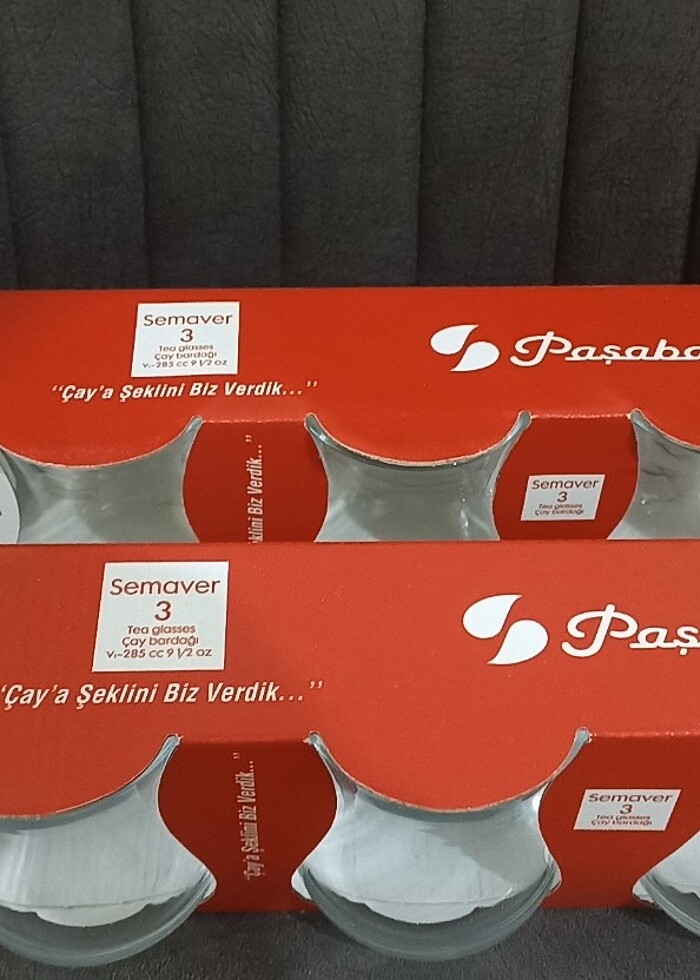 Semaver
3
Tea glasses
Çay bardağı
V:~285 cc 9 1/2 oz
Paşaba
"Çay'a Şeklini Biz Verdik..."
Biz Verdik..."
Semaver
3
Tea glasses
Çay bardağı
Semaver
3
Tea glasses
Çay bardağı
V:~285 cc 9 1/2 oz
Paş
"Çay'a Şeklini Biz Verdik..."
"Çay'a Şeklini Biz Verdik..."
Semaver
3
Tea glasses
Çay bardağı